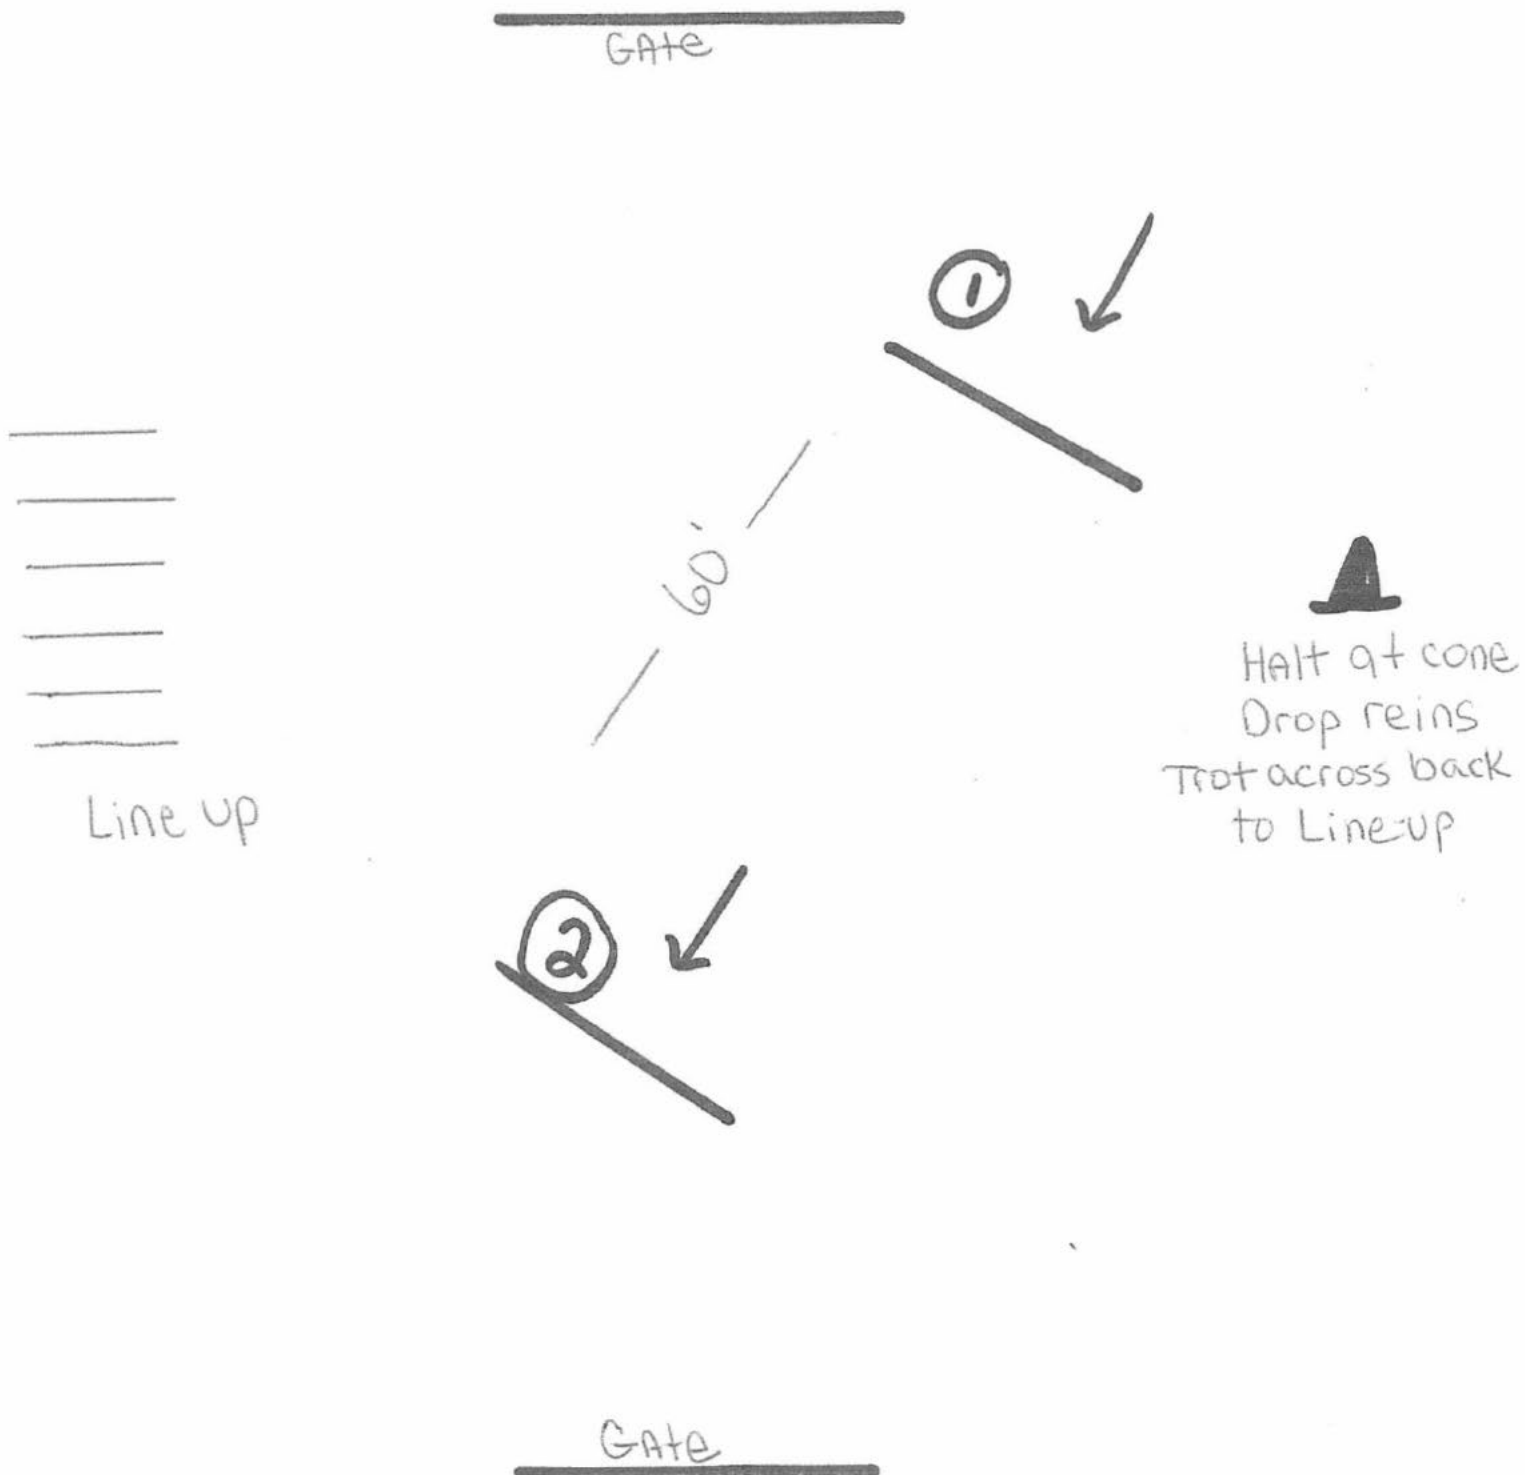 GAte
1
60'
HAlt at cone
Drop reins
Trot across back
to Line-up
Line up
2
GAte